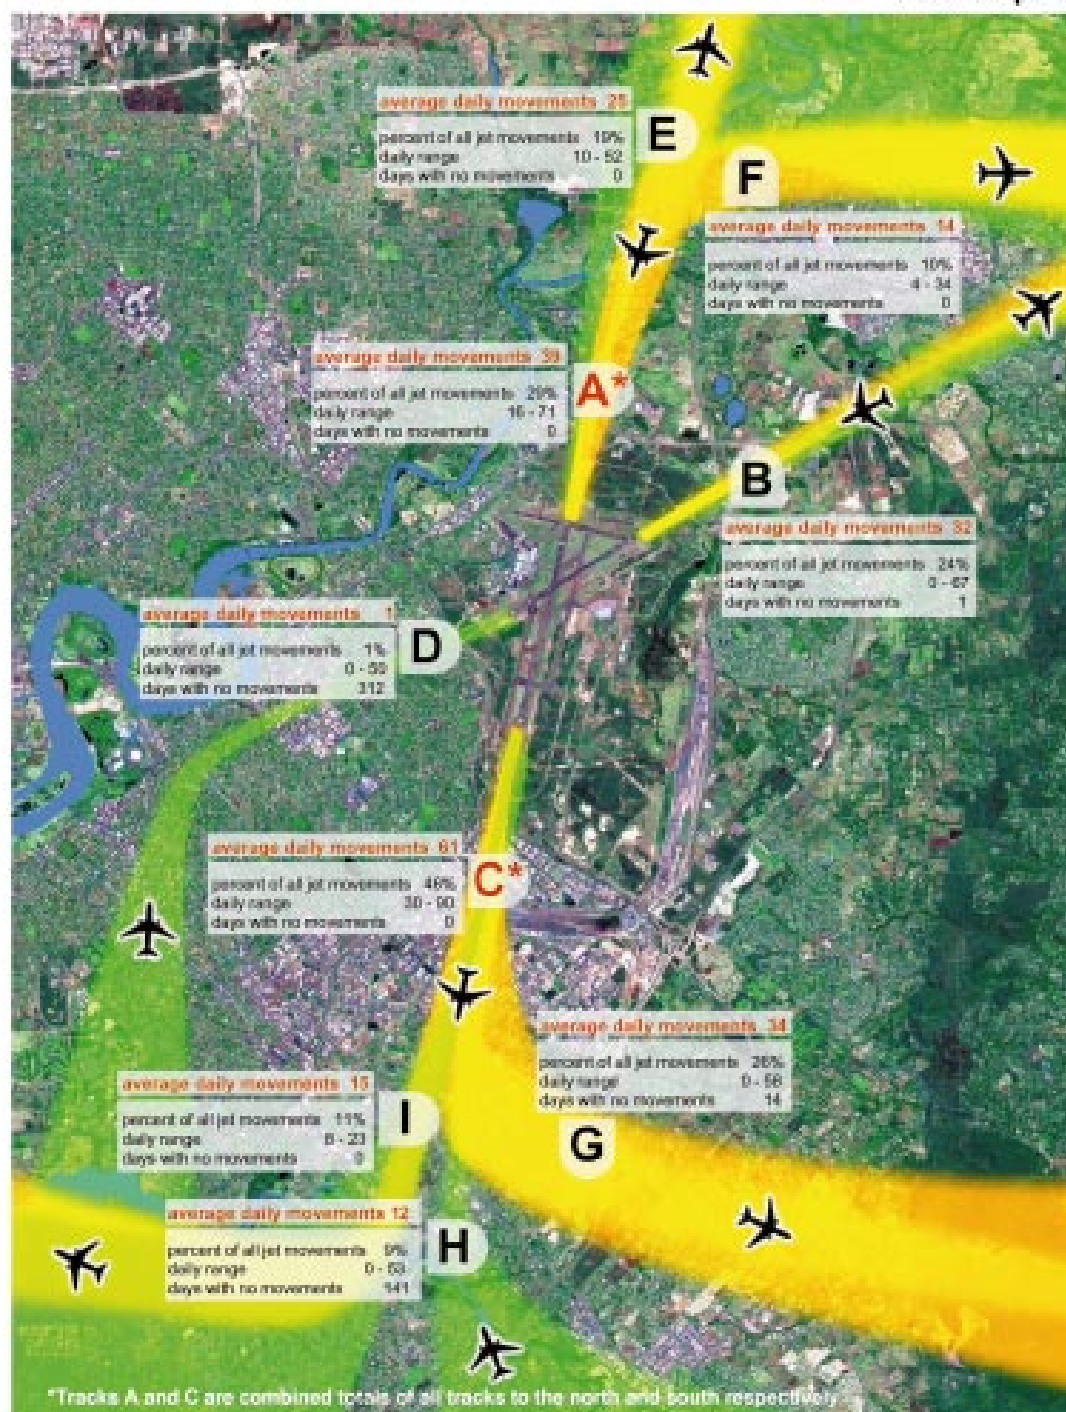 average daily movements 25
percent of all jet movements 19%
daily range 10 - 52
days with no movements 0
E
F
average daily movements 14
percent of all jet movements 10%
daily range 4 - 34
days with no movements 0
average daily movements 39
percent of all jet movements 29%
daily range 16 - 71
days with no movements 0
A*
B
average daily movements 32
percent of all jet movements 24%
daily range 0 - 67
days with no movements 1
average daily movements 1
percent of all jet movements 1%
daily range 0 -
days with no movements 312
D
average daily movements 61
percent of all jet movements 46%
daily range 30 - 90
days with no movements 0
C*
average daily movements 34
percent of all jet movements 26%
daily range 0 -
days with no movements 14
G
average daily movements 15
percent of all jet movements 11%
daily range 8 - 23
days with no movements 0
I
average daily movements 12
percent of all jet movements 9%
daily range 0 - 53
days with no movements 141
H
*Tracks A and C are combined totals of all tracks to the north and south respectively